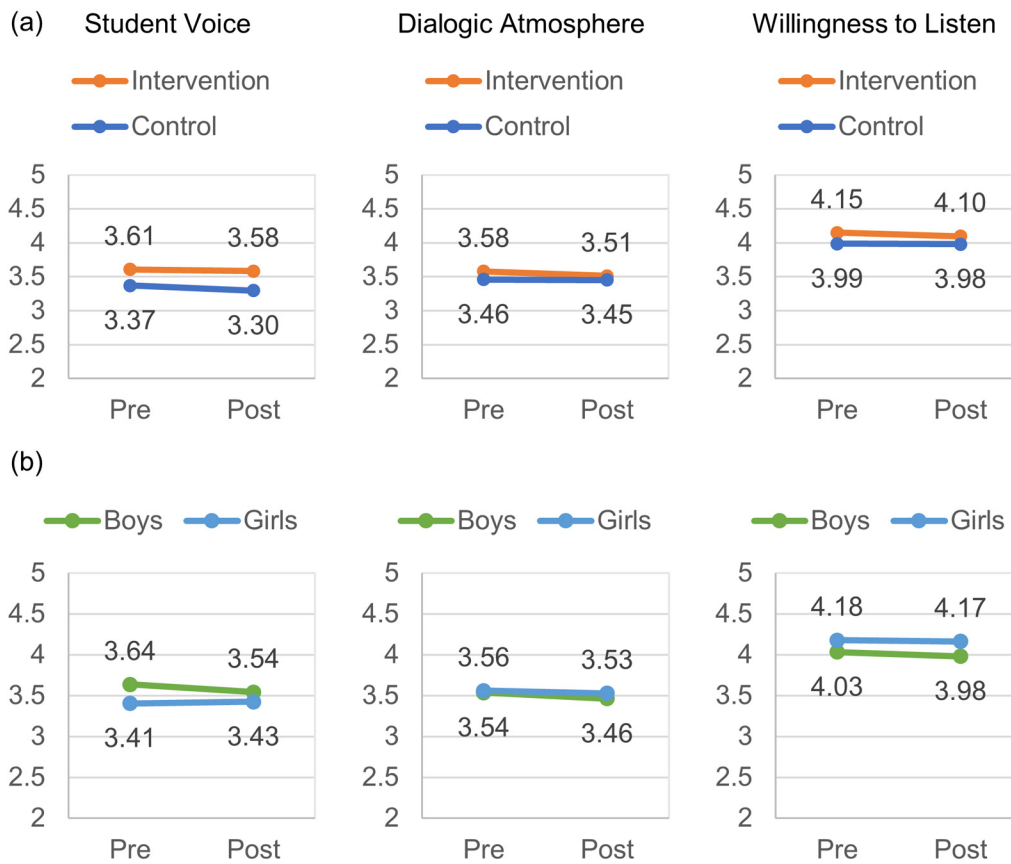 (a) Student Voice Dialogic Atmosphere Willingness to Listen
Intervention Intervention Intervention
Control Control Control
5 5 5
4.5 4.5 4.5 4.15 4.10
4 3.61 3.58 4 3.58 3.51 4
3.5 3.5 3.5 3.99 3.98
3 3.37 3.30 3 3.46 3.45 3
2.5 2.5 2.5
2 2 2
Pre Post Pre Post Pre Post
(b)
Boys Girls Boys Girls Boys Girls
5 5 5
4.5 4.5 4.5 4.18 4.17
4 3.64 3.54 4 3.56 3.53 4
3.5 3.5 3.5 4.03 3.98
3 3.41 3.43 3 3.54 3.46 3
2.5 2.5 2.5
2 2 2
Pre Post Pre Post Pre Post